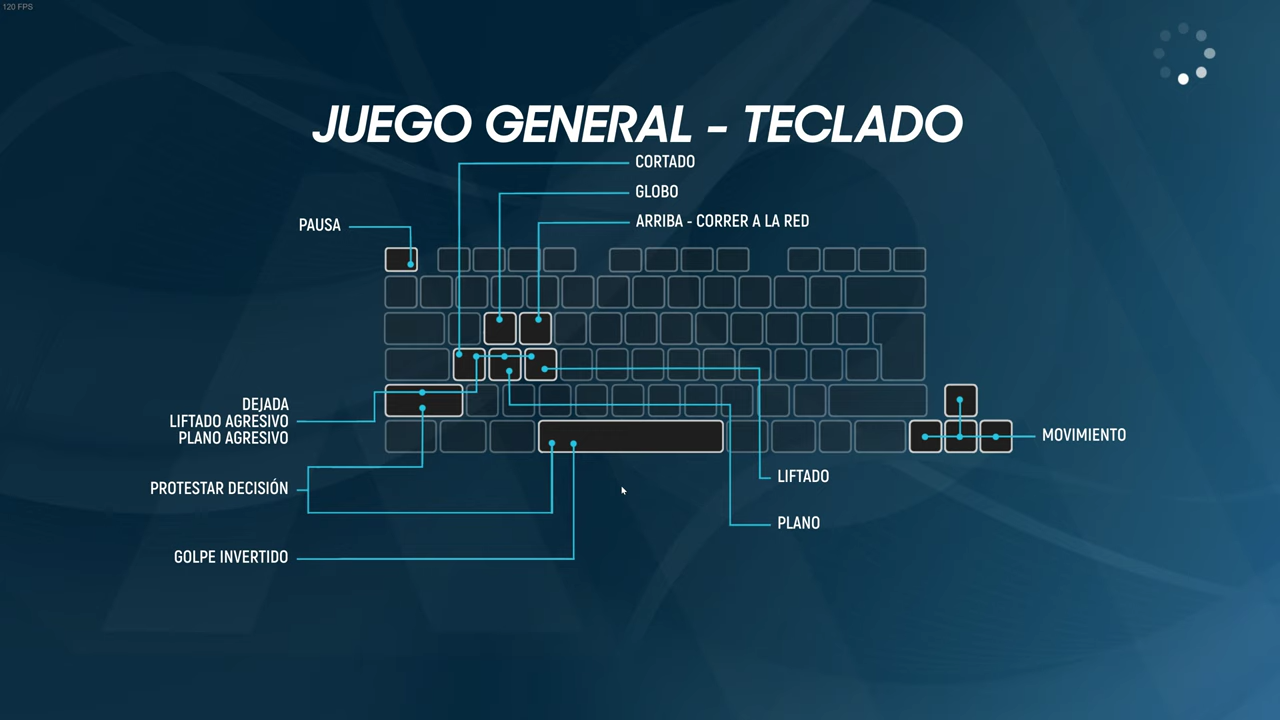 120 FPS
JUEGO GENERAL - TECLADO
CORTADO
GLOBO
ARRIBA - CORRER A LA RED
PAUSA
DEJADA
LIFTADO AGRESIVO
PLANO AGRESIVO
MOVIMIENTO
LIFTADO
PROTESTAR DECISIÓN
PLANO
GOLPE INVERTIDO